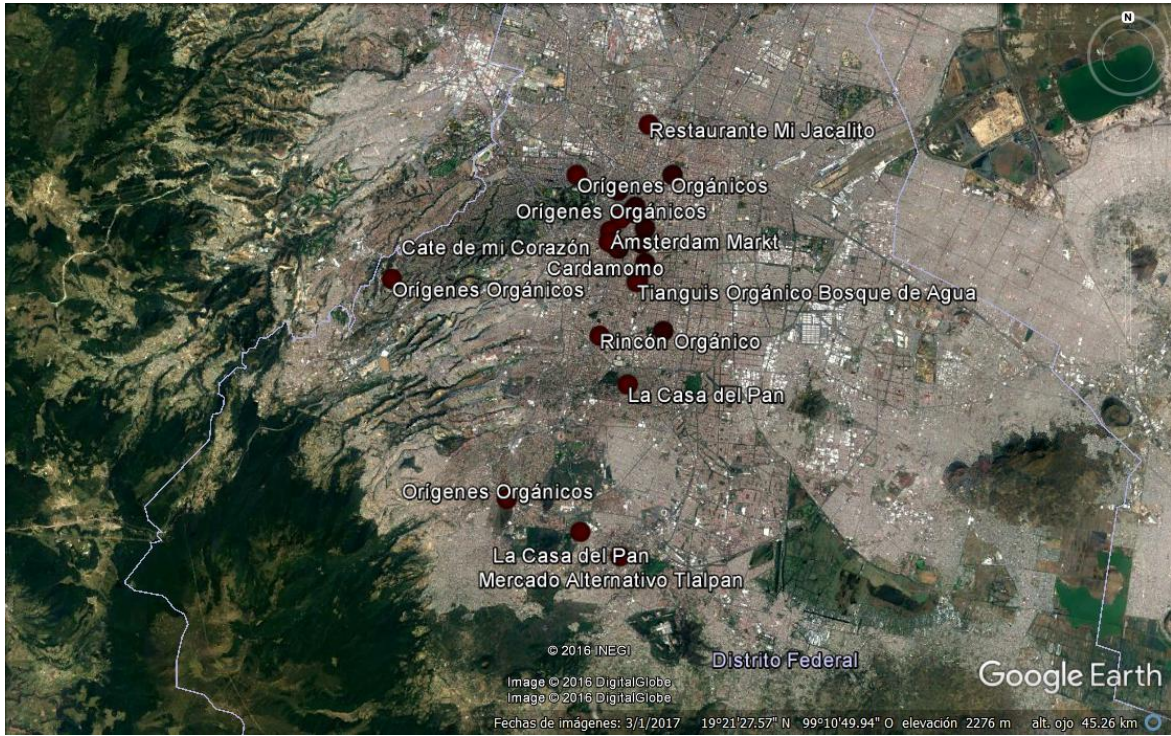 N
Restaurante Mi Jacalito
Orígenes Orgánicos
Orígenes Orgánicos
Ámsterdam Markt
Cate de mi Corazón
Cardamomo
Orígenes Orgánicos
Tianguis Orgánico Bosque de Agua
Rincón Orgánico
La Casa del Pan
Orígenes Orgánicos
La Casa del Pan
Mercado Alternativo Tlalpan
© 2016 INEGI
Distrito Federal
Google Earth
Image © 2016 DigitalGlobe
Image © 2016 DigitalGlobe
Fechas de imágenes: 3/1/2017 19°21'27.57" N 99°10'49.94" O elevación 2276 m alt. ojo 45.26 km